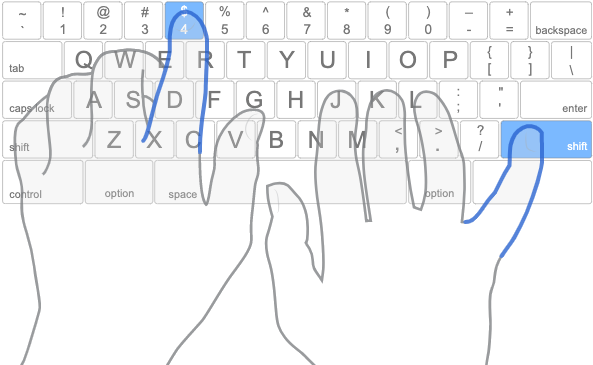 ~ ! @ # $ % ^ & * ( ) _ +
` 1 2 3 4 5 6 7 8 9 0 - = backspace
tab Q W E R T Y U I O P { } |
[ ] \
caps lock A S D F G H J K L : " enter
; '
shift Z X C V B N M < > ? shift
, . /
control option space option